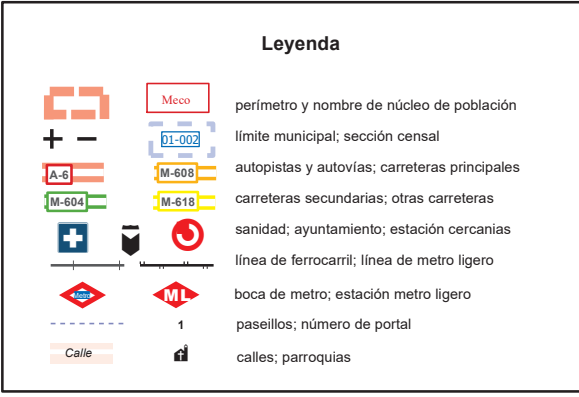 Leyenda
Meco perímetro y nombre de núcleo de población
01-002 límite municipal; sección censal
A-6 M-608 autopistas y autovías; carreteras principales
M-604 M-618 carreteras secundarias; otras carreteras
sanidad; ayuntamiento; estación cercanias
línea de ferrocarril; línea de metro ligero
Metro ML boca de metro; estación metro ligero
1 paseillos; número de portal
Calle calles; parroquias